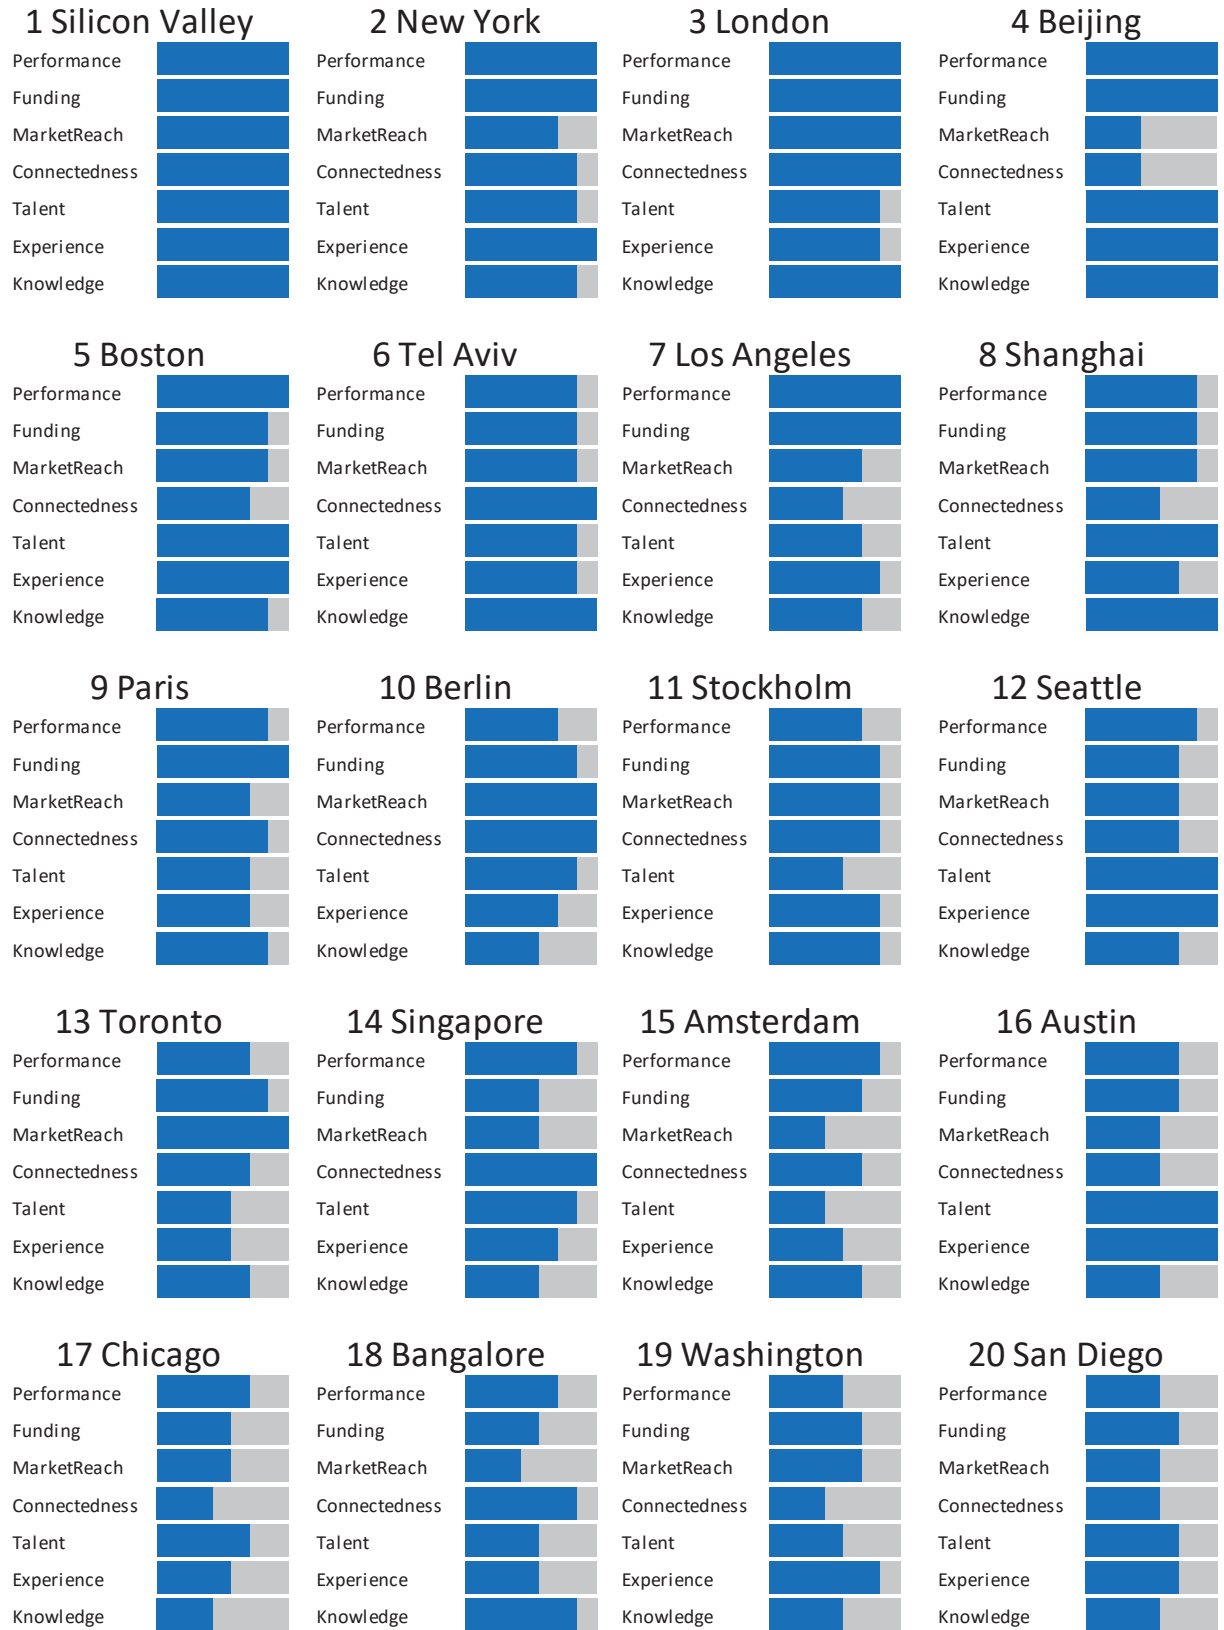 1 Silicon Valley
Performance
Funding
MarketReach
Connectedness
Talent
Experience
Knowledge
2 New York
Performance
Funding
MarketReach
Connectedness
Talent
Experience
Knowledge
3 London
Performance
Funding
MarketReach
Connectedness
Talent
Experience
Knowledge
4 Beijing
Performance
Funding
MarketReach
Connectedness
Talent
Experience
Knowledge
5 Boston
Performance
Funding
MarketReach
Connectedness
Talent
Experience
Knowledge
6 Tel Aviv
Performance
Funding
MarketReach
Connectedness
Talent
Experience
Knowledge
7 Los Angeles
Performance
Funding
MarketReach
Connectedness
Talent
Experience
Knowledge
8 Shanghai
Performance
Funding
MarketReach
Connectedness
Talent
Experience
Knowledge
9 Paris
Performance
Funding
MarketReach
Connectedness
Talent
Experience
Knowledge
10 Berlin
Performance
Funding
MarketReach
Connectedness
Talent
Experience
Knowledge
11 Stockholm
Performance
Funding
MarketReach
Connectedness
Talent
Experience
Knowledge
12 Seattle
Performance
Funding
MarketReach
Connectedness
Talent
Experience
Knowledge
13 Toronto
Performance
Funding
MarketReach
Connectedness
Talent
Experience
Knowledge
14 Singapore
Performance
Funding
MarketReach
Connectedness
Talent
Experience
Knowledge
15 Amsterdam
Performance
Funding
MarketReach
Connectedness
Talent
Experience
Knowledge
16 Austin
Performance
Funding
MarketReach
Connectedness
Talent
Experience
Knowledge
17 Chicago
Performance
Funding
MarketReach
Connectedness
Talent
Experience
Knowledge
18 Bangalore
Performance
Funding
MarketReach
Connectedness
Talent
Experience
Knowledge
19 Washington
Performance
Funding
MarketReach
Connectedness
Talent
Experience
Knowledge
20 San Diego
Performance
Funding
MarketReach
Connectedness
Talent
Experience
Knowledge